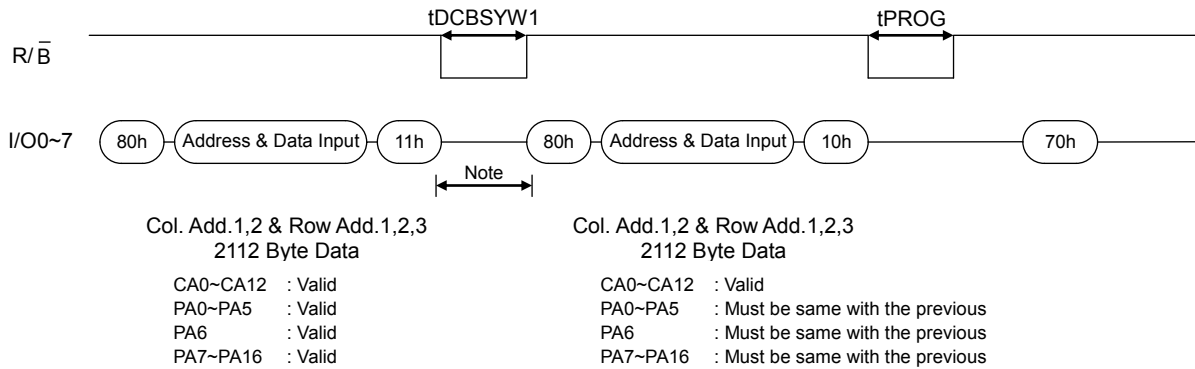 tDCBSYW1 tPROG
R/B̅
I/O0~7 80h Address & Data Input 11h 80h Address & Data Input 10h 70h
Note
Col. Add.1,2 & Row Add.1,2,3
2112 Byte Data
CA0~CA12 : Valid
PA0~PA5 : Valid
PA6 : Valid
PA7~PA16 : Valid
Col. Add.1,2 & Row Add.1,2,3
2112 Byte Data
CA0~CA12 : Valid
PA0~PA5 : Must be same with the previous
PA6 : Must be same with the previous
PA7~PA16 : Must be same with the previous